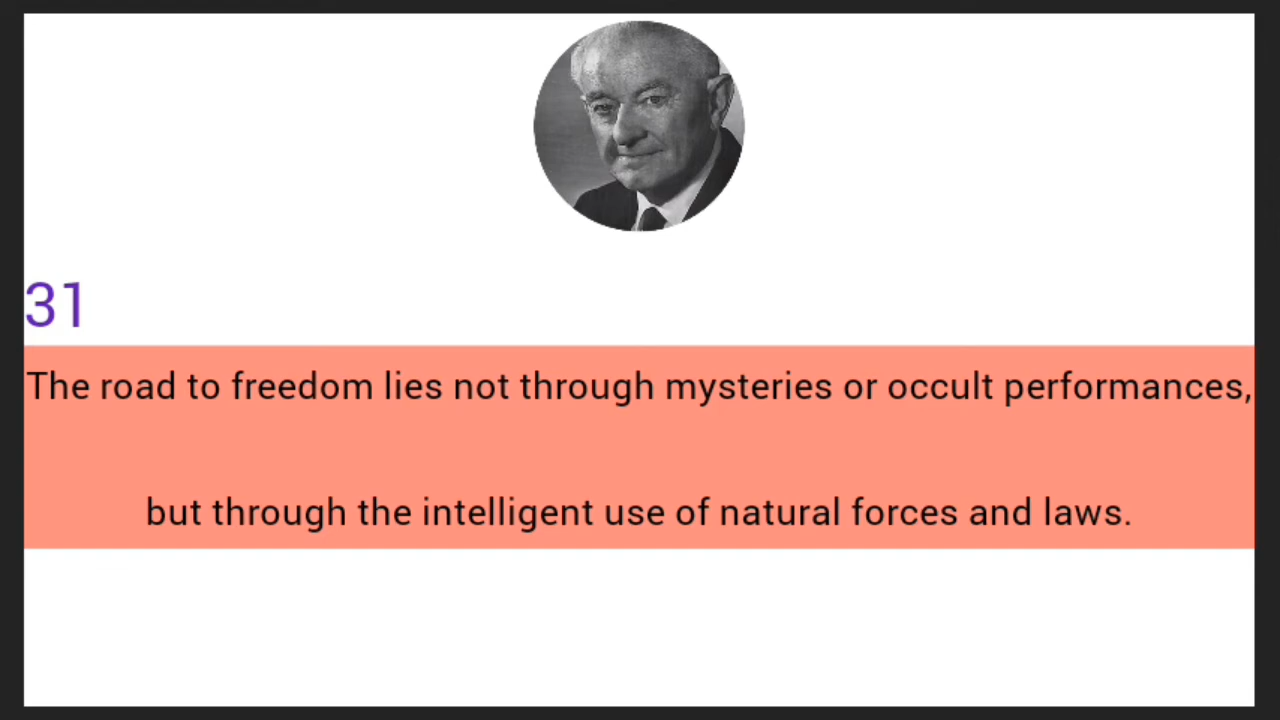 31
The road to freedom lies not through mysteries or occult performances,
but through the intelligent use of natural forces and laws.